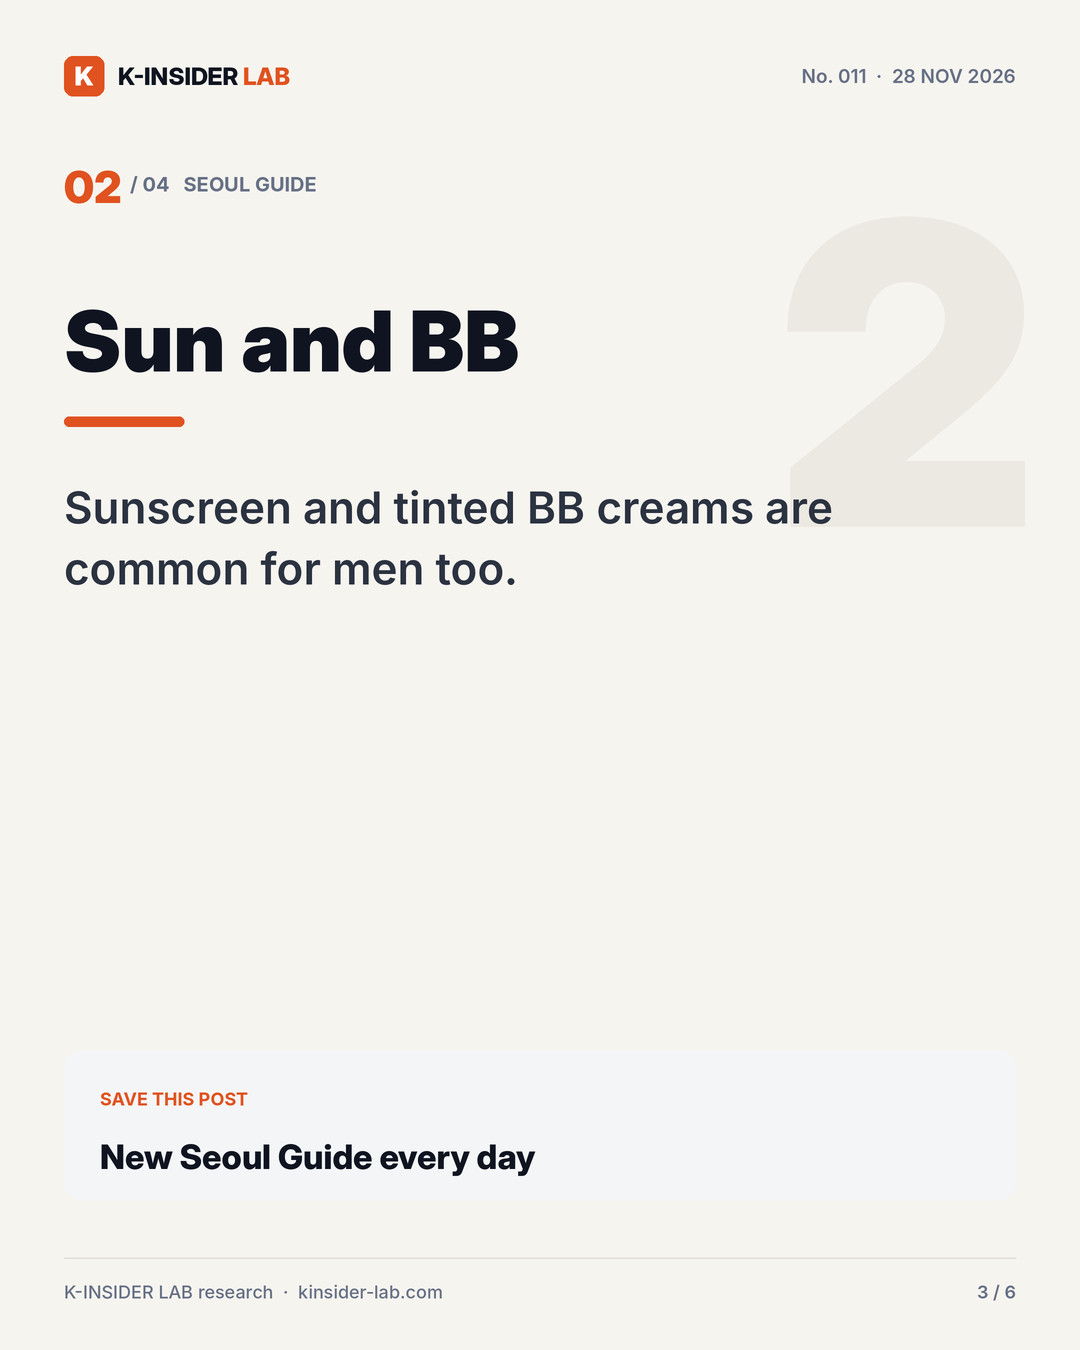 K K-INSIDER LAB
No. 011 · 28 NOV 2026
02 / 04 SEOUL GUIDE
2
Sun and BB
Sunscreen and tinted BB creams are
common for men too.
SAVE THIS POST
New Seoul Guide every day
K-INSIDER LAB research · kinsider-lab.com
3 / 6